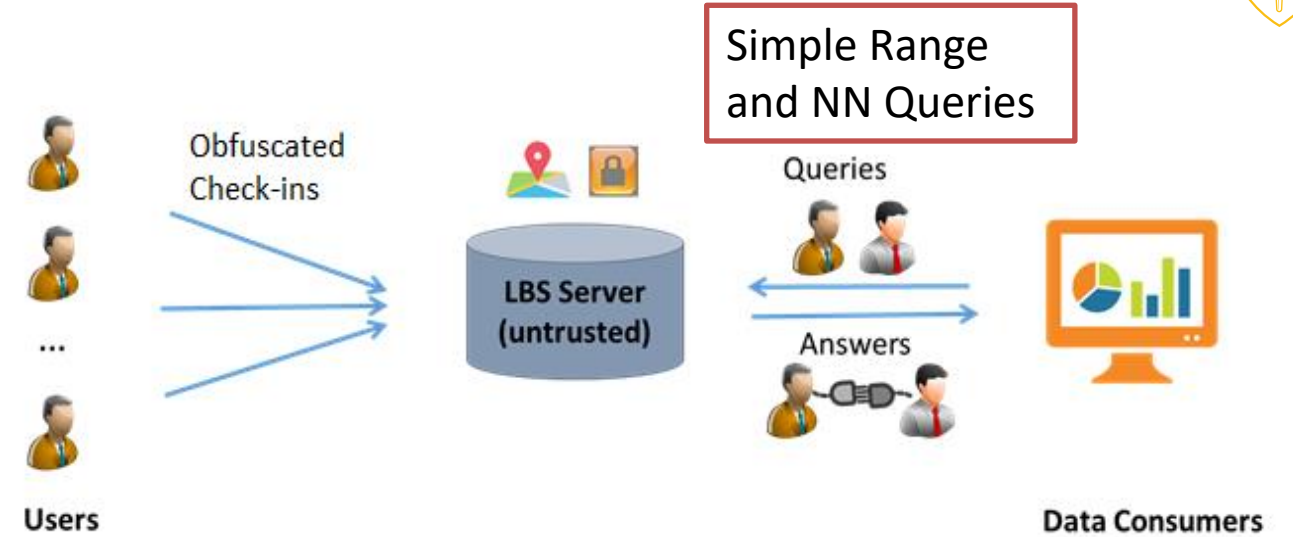 Simple Range
and NN Queries
Obfuscated
Check-ins
Queries
LBS Server
(untrusted)
...
Answers
Users
Data Consumers